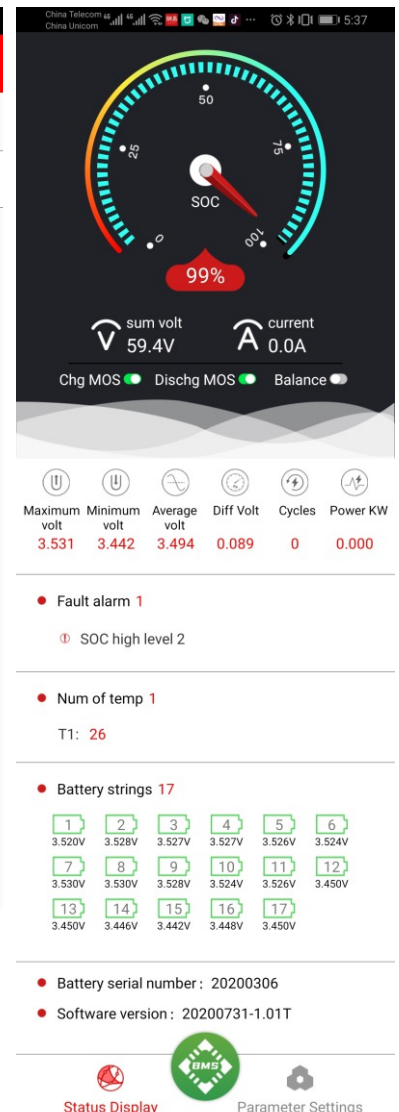 China Telecom 5:37
China Unicom
50
25
75
SOC
0
100
99%
sum volt current
V 59.4V A 0.0A
Chg MOS Dischg MOS Balance
Maximum volt Minimum volt Average volt Diff Volt Cycles Power KW
3.531 3.442 3.494 0.089 0 0.000
Fault alarm 1
SOC high level 2
Num of temp 1
T1: 26
Battery strings 17
1 2 3 4 5 6
3.520V 3.528V 3.527V 3.527V 3.526V 3.524V
7 8 9 10 11 12
3.530V 3.530V 3.528V 3.524V 3.526V 3.450V
13 14 15 16 17
3.450V 3.446V 3.442V 3.448V 3.450V
Battery serial number: 20200306
Software version: 20200731-1.01T
BMS
Status Display Parameter Settings